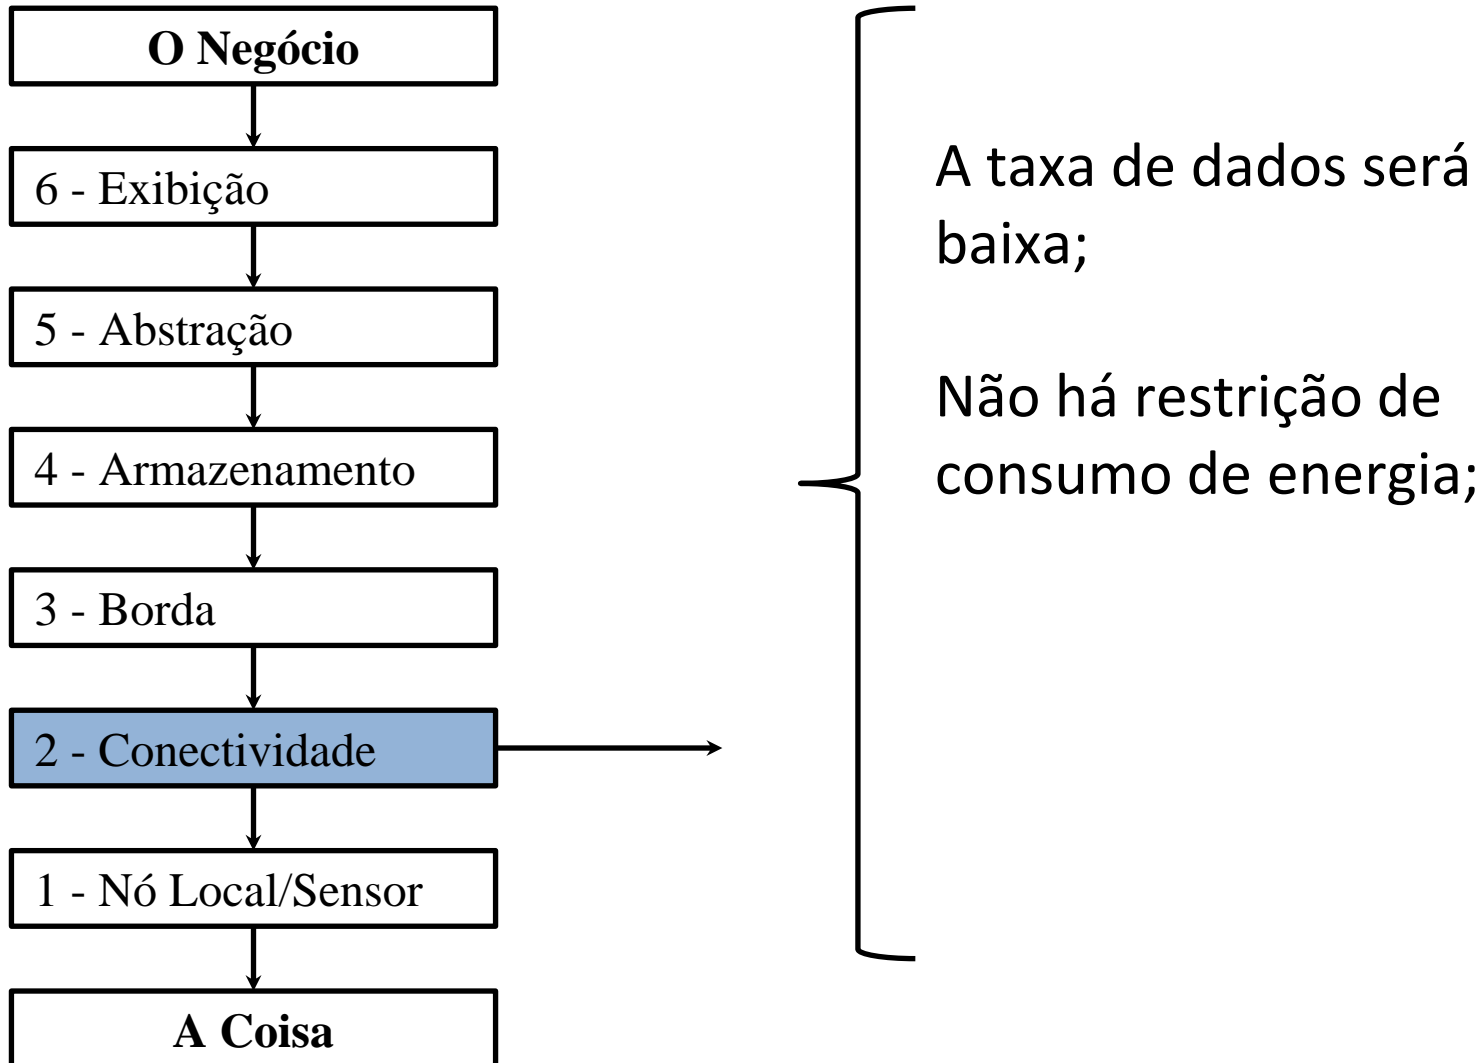 O Negócio
6 - Exibição
5 - Abstração
4 - Armazenamento
3 - Borda
2 - Conectividade
1 - Nó Local/Sensor
A Coisa
A taxa de dados será
baixa;
Não há restrição de
consumo de energia;